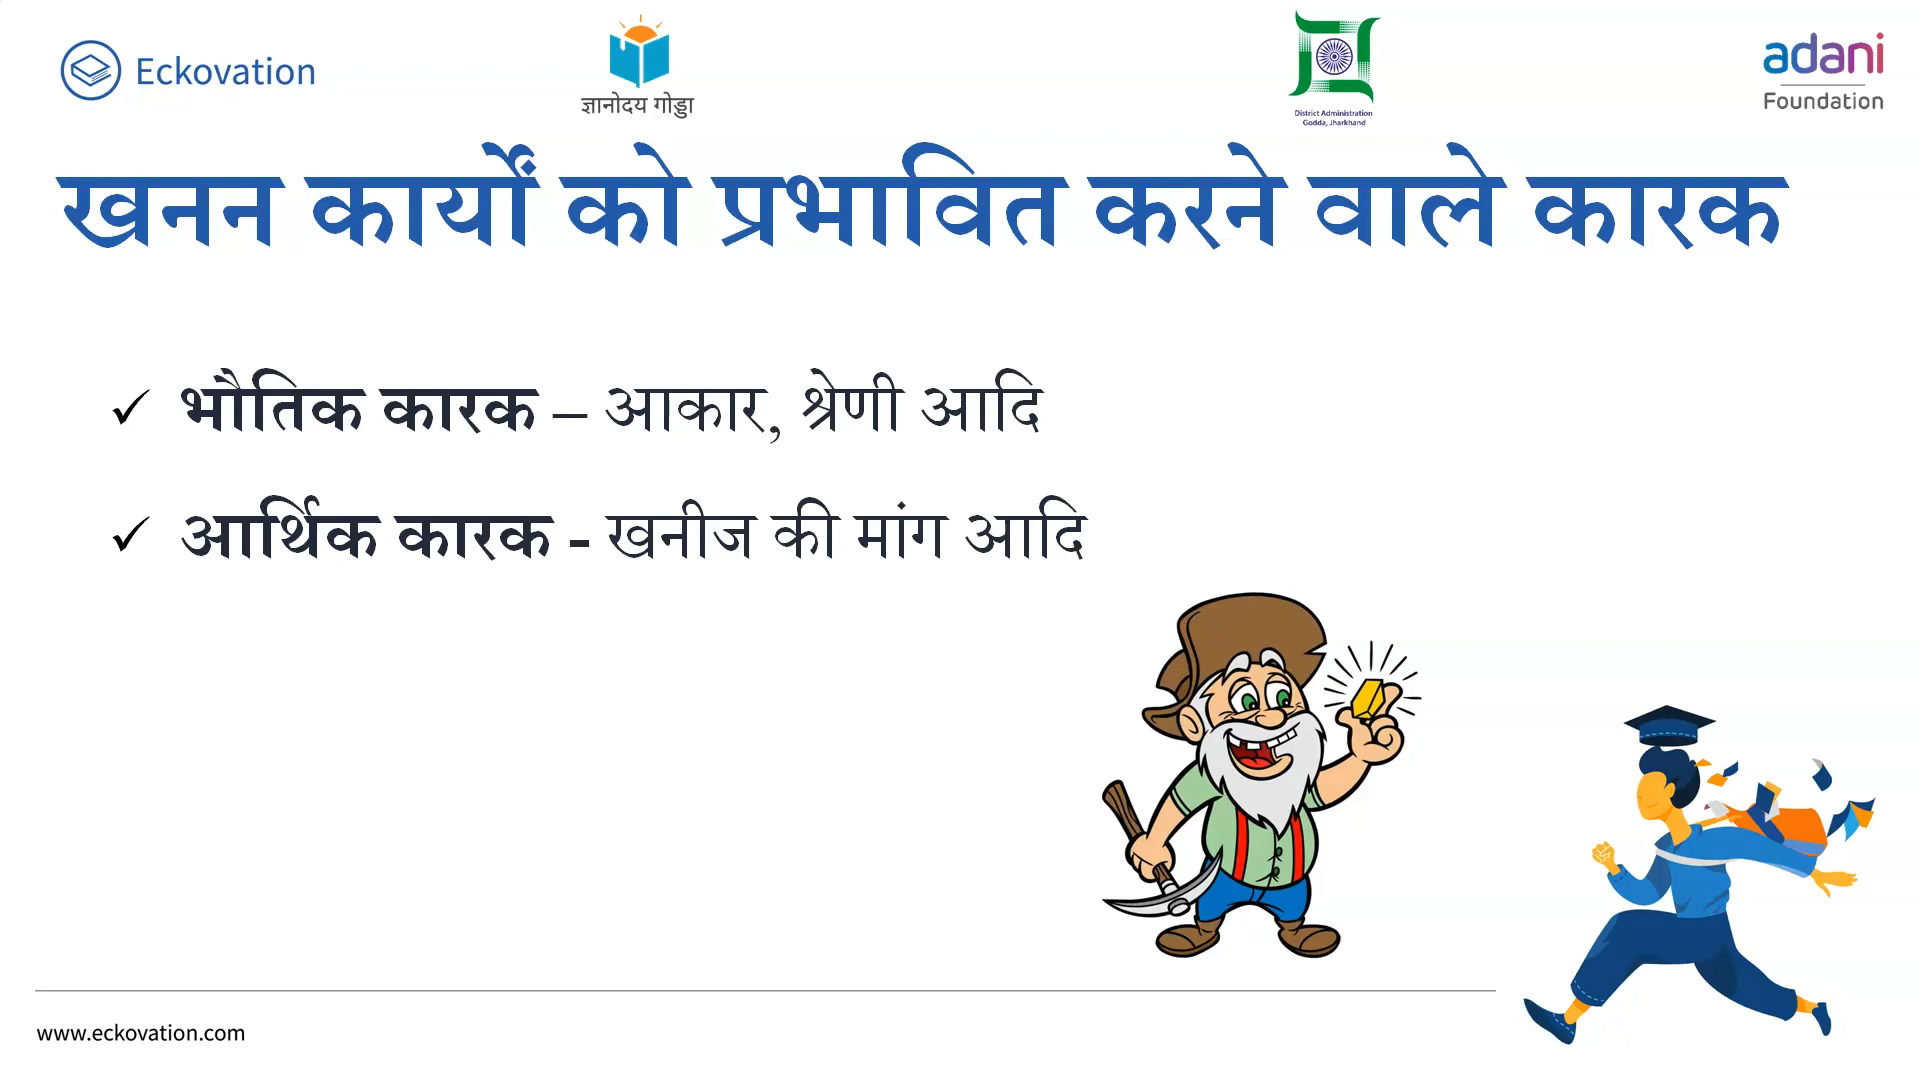 Eckovation
ज्ञानोदय गोड्डा
District Administration
Godda, Jharkhand
adani
Foundation
खनन कार्यों को प्रभावित करने वाले कारक
✓ भौतिक कारक – आकार, श्रेणी आदि
✓ आर्थिक कारक - खनीज की मांग आदि
www.eckovation.com